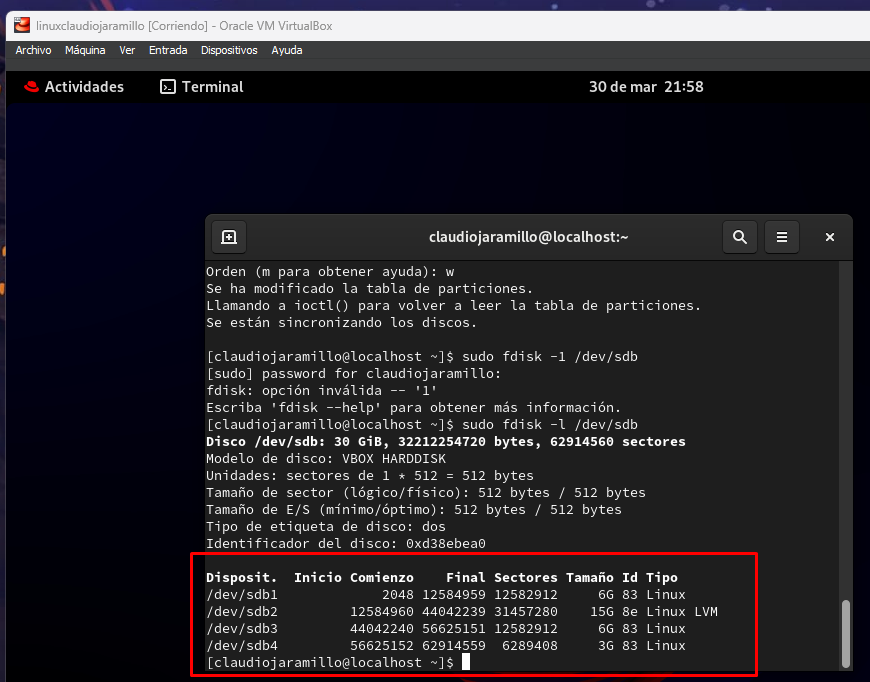 linuxclaudiojaramillo [Corriendo] - Oracle VM VirtualBox
Archivo Máquina Ver Entrada Dispositivos Ayuda
Actividades Terminal 30 de mar 21:58
claudiojaramillo@localhost:~
Orden (m para obtener ayuda): w
Se ha modificado la tabla de particiones.
Llamando a ioctl() para volver a leer la tabla de particiones.
Se están sincronizando los discos.
[claudiojaramillo@localhost ~]$ sudo fdisk -1 /dev/sdb
[sudo] password for claudiojaramillo:
fdisk: opción inválida -- '1'
Escriba 'fdisk --help' para obtener más información.
[claudiojaramillo@localhost ~]$ sudo fdisk -l /dev/sdb
Disco /dev/sdb: 30 GiB, 32212254720 bytes, 62914560 sectores
Modelo de disco: VBOX HARDDISK
Unidades: sectores de 1 * 512 = 512 bytes
Tamaño de sector (lógico/físico): 512 bytes / 512 bytes
Tamaño de E/S (mínimo/óptimo): 512 bytes / 512 bytes
Tipo de etiqueta de disco: dos
Identificador del disco: 0xd38ebea0
Disposit. Inicio Comienzo Final Sectores Tamaño Id Tipo
/dev/sdb1 2048 12584959 12582912 6G 83 Linux
/dev/sdb2 12584960 44042239 31457280 15G 8e Linux LVM
/dev/sdb3 44042240 56625151 12582912 6G 83 Linux
/dev/sdb4 56625152 62914559 6289408 3G 83 Linux
[claudiojaramillo@localhost ~]$